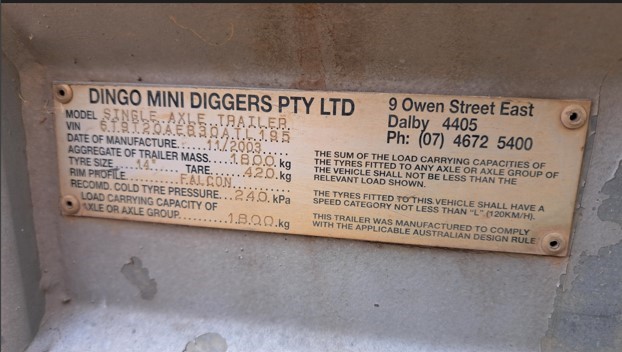 DINGO MINI DIGGERS PTY LTD
MODEL SINGLE AXLE TRAILER
VIN
DATE OF MANUFACTURE... 11/2003
AGGREGATE OF TRAILER MASS...1800 kg
TYRE SIZE 14" TARE 420 kg
RIM PROFILE FALCON
RECOMD. COLD TYRE PRESSURE...240 kPa
LOAD CARRYING CAPACITY OF
AXLE OR AXLE GROUP 1800 kg
9 Owen Street East
Dalby 4405
Ph: (07) 4672 5400
THE SUM OF THE LOAD CARRYING CAPACITIES OF
THE TYRES FITTED TO ANY AXLE OR AXLE GROUP OF
THE VEHICLE SHALL NOT BE LESS THAN THE
RELEVANT LOAD SHOWN.
THE TYRES FITTED TO THIS VEHICLE SHALL HAVE A
SPEED CATEGORY NOT LESS THAN "L" (120KM/H).
THIS TRAILER WAS MANUFACTURED TO COMPLY
WITH THE APPLICABLE AUSTRALIAN DESIGN RULE